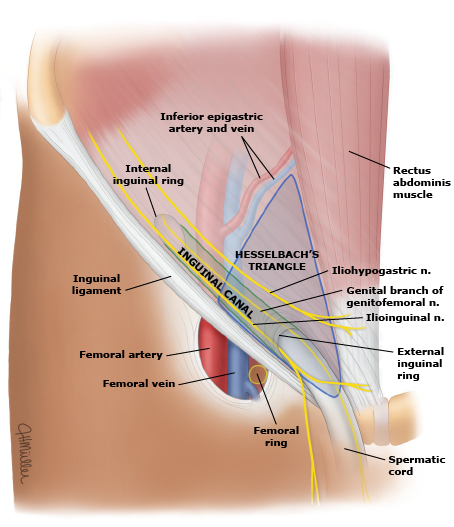 Inferior epigastric
artery and vein
Internal
inguinal ring
Rectus
abdominis
muscle
HESSELBACH'S
TRIANGLE
INGUINAL CANAL
Iliohypogastric n.
Inguinal
ligament
Genital branch of
genitofemoral n.
Ilioinguinal n.
Femoral artery
External
inguinal
ring
Femoral vein
Femoral
ring
Spermatic
cord
JHMüller